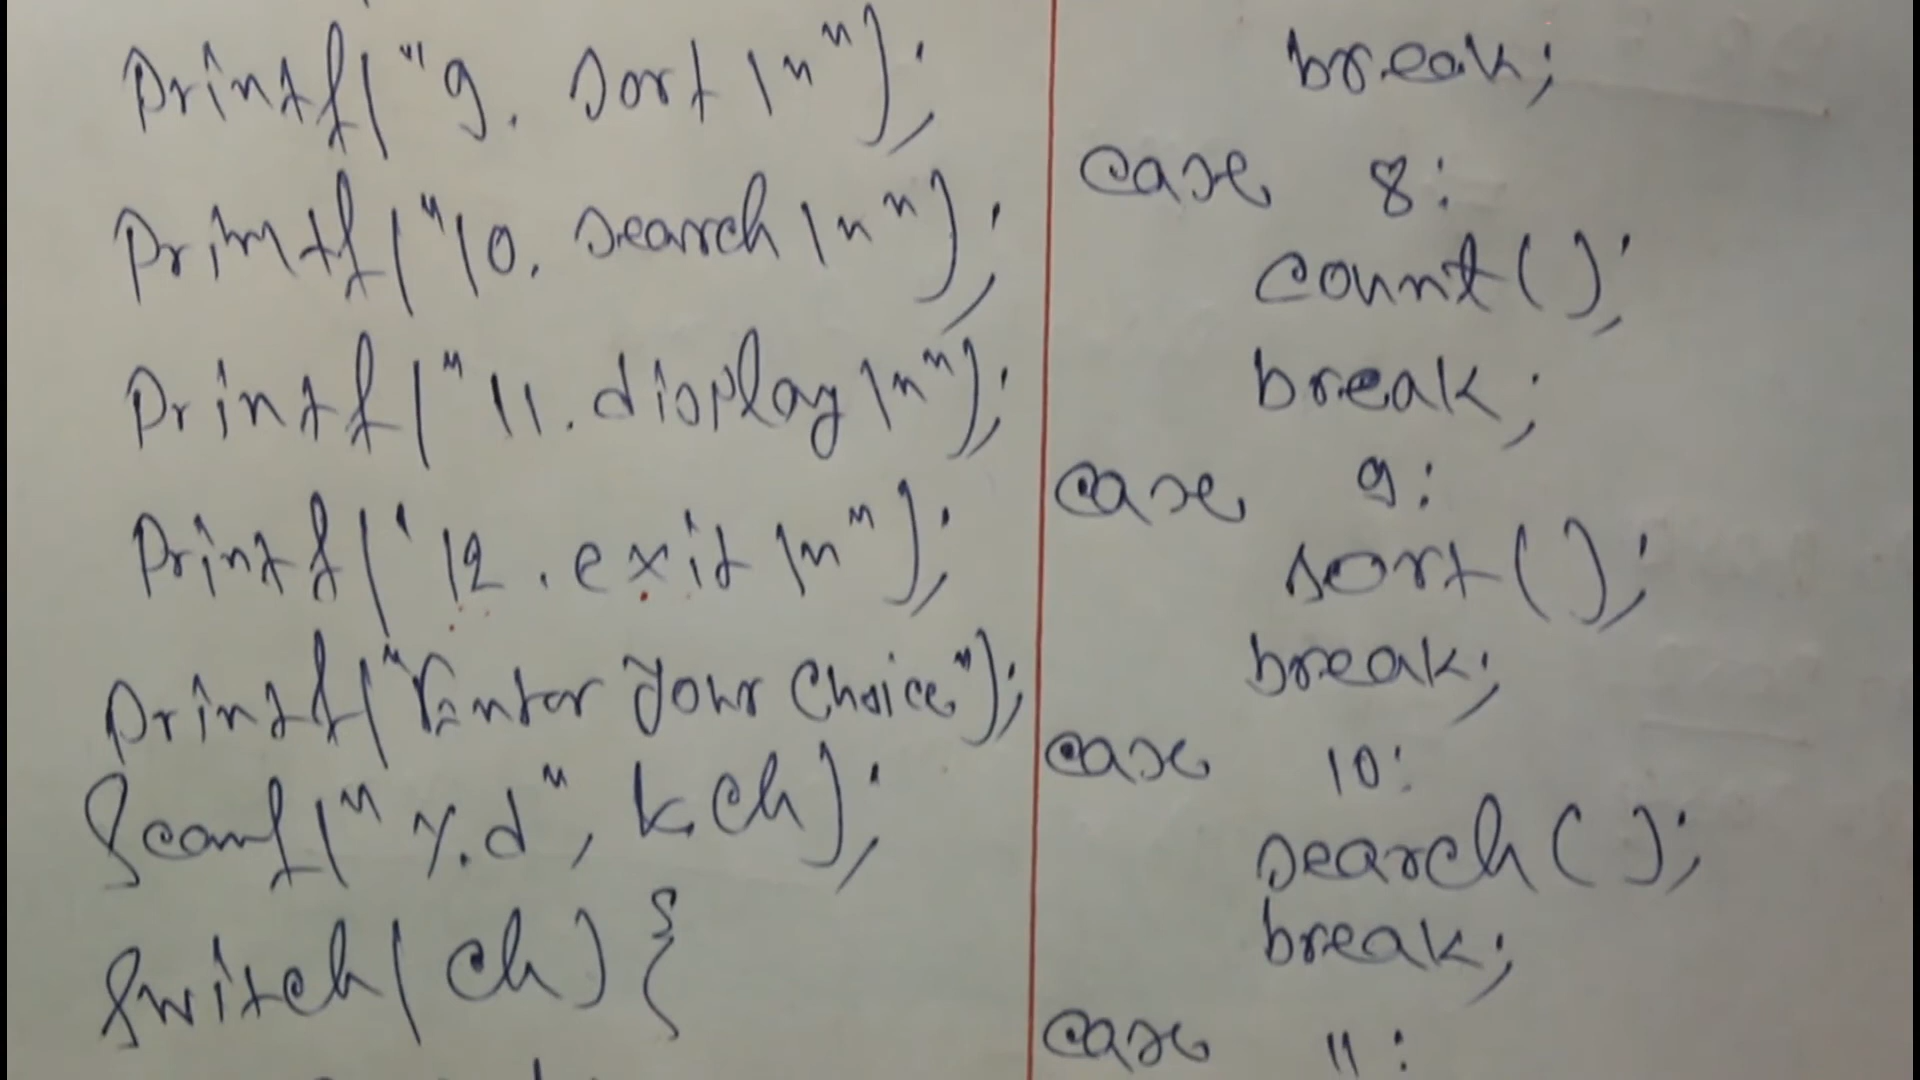 printf("9. sort \n");
printf("10. search \n");
printf("11. display \n");
printf("12. exit \n");
printf("Enter your choice");
Scanf("%d", &ch);
Switch(ch) {
break;
case 8:
count();
break;
case 9:
sort();
break;
case 10:
search();
break;
case 11: